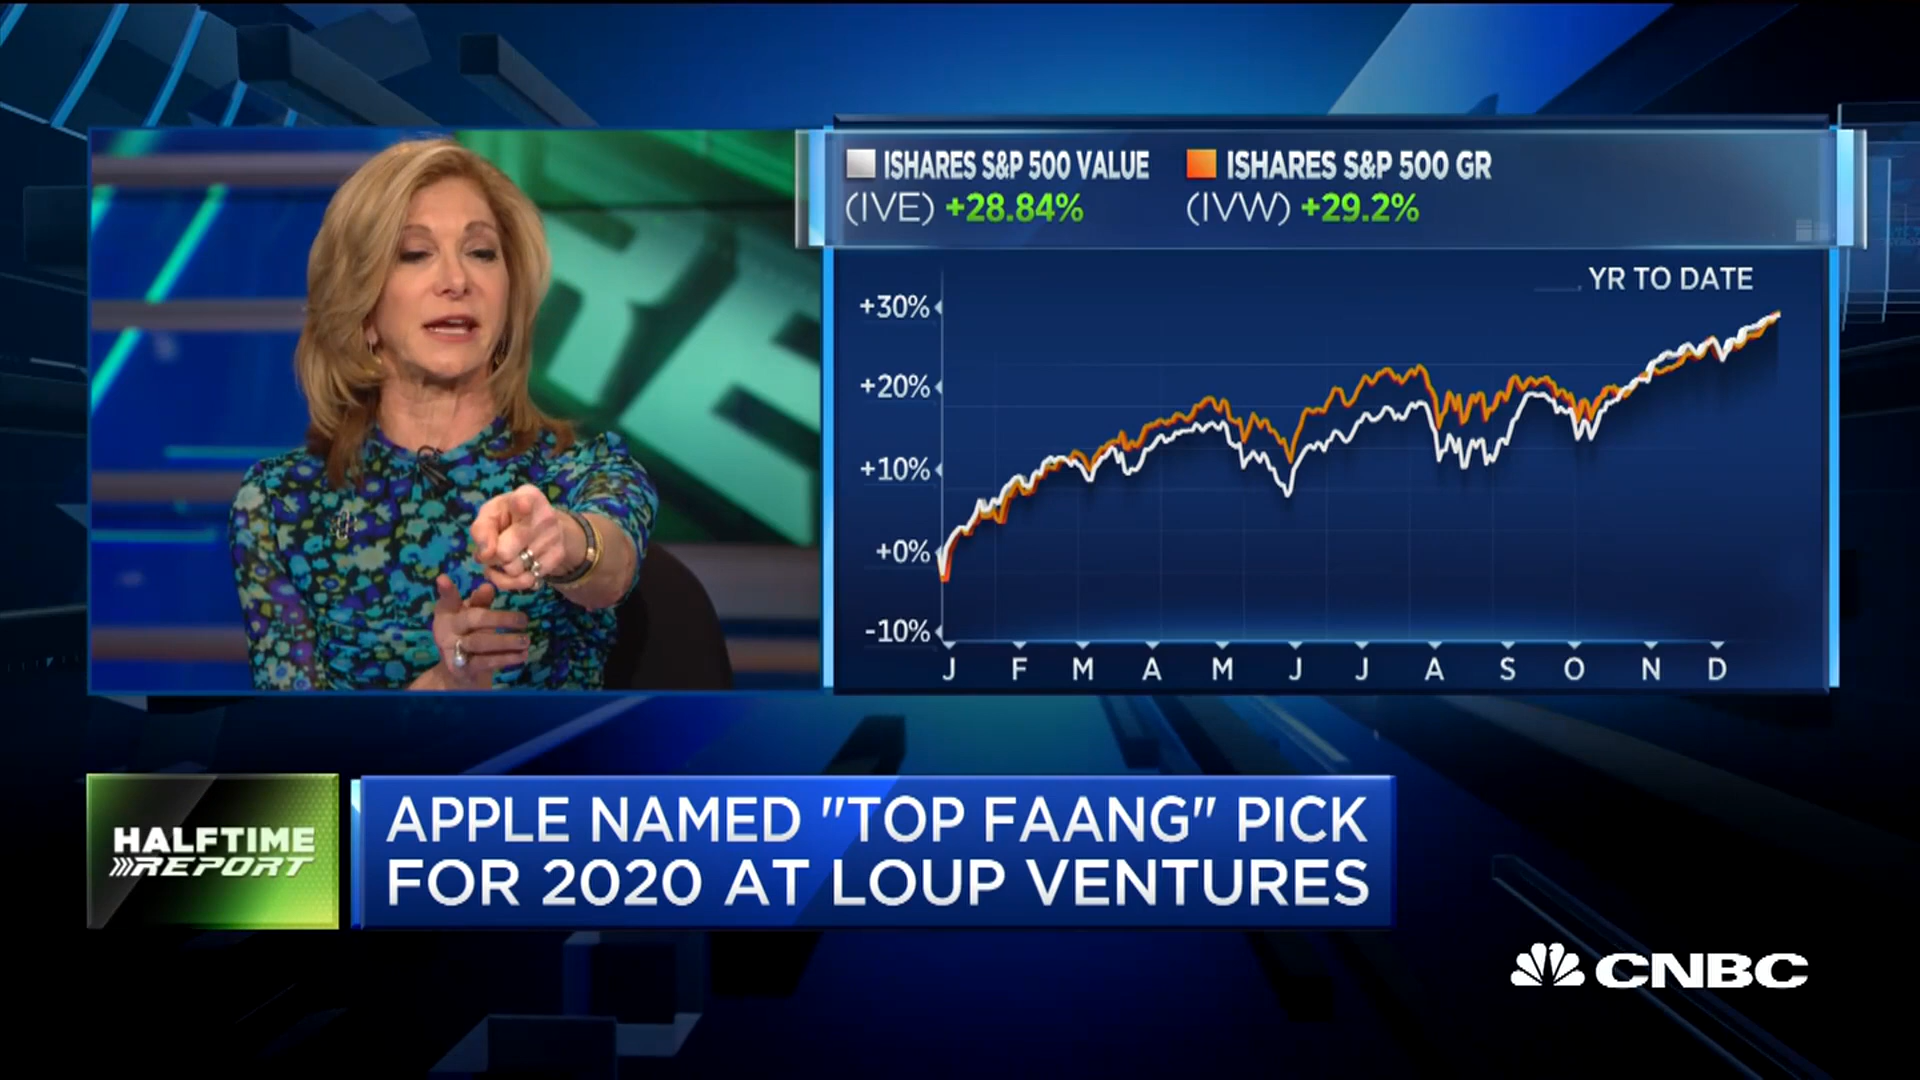 ISHARES S&P 500 VALUE
(IVE) +28.84%
ISHARES S&P 500 GR
(IVW) +29.2%
YR TO DATE
+30%
+20%
+10%
+0%
-10%
J F M A M J J A S O N D
HALFTIME
REPORT
APPLE NAMED "TOP FAANG" PICK
FOR 2020 AT LOUP VENTURES
CNBC